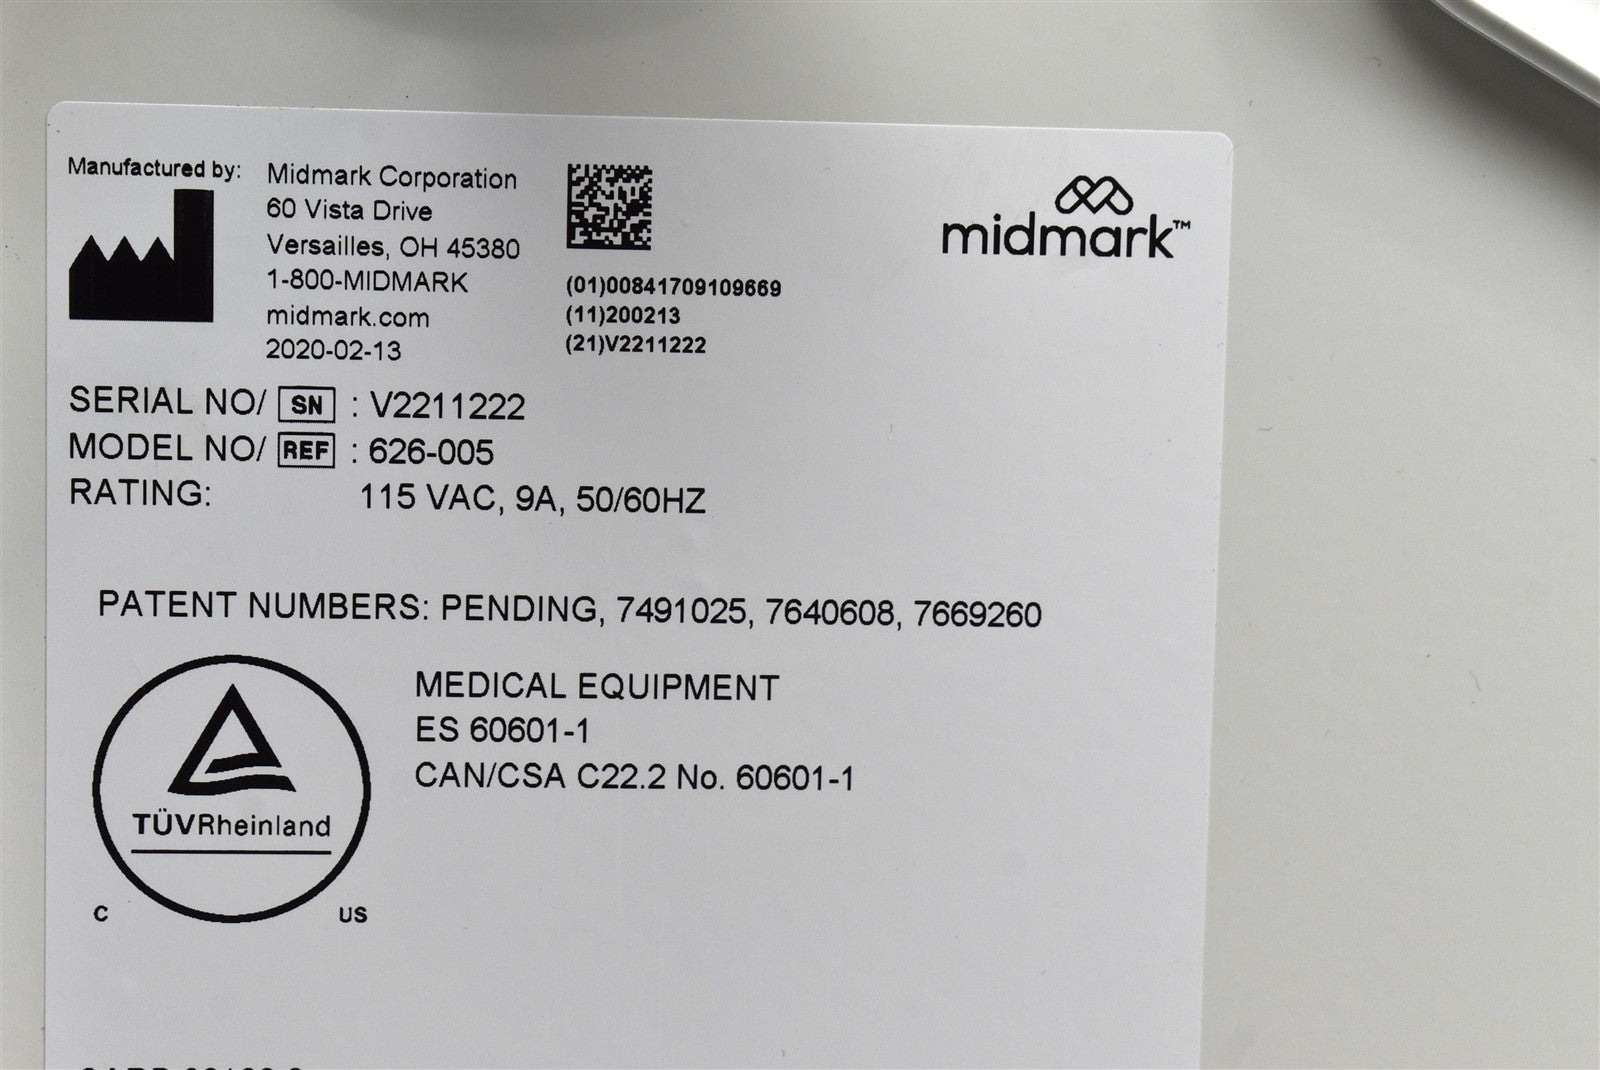 Manufactured by:
Midmark Corporation
60 Vista Drive
Versailles, OH 45380
1-800-MIDMARK
midmark.com
2020-02-13
(01)00841709109669
(11)200213
(21)V2211222
midmark™
SERIAL NO/ SN : V2211222
MODEL NO/ REF : 626-005
RATING: 115 VAC, 9A, 50/60HZ
PATENT NUMBERS: PENDING, 7491025, 7640608, 7669260
TÜVRheinland
C US
MEDICAL EQUIPMENT
ES 60601-1
CAN/CSA C22.2 No. 60601-1